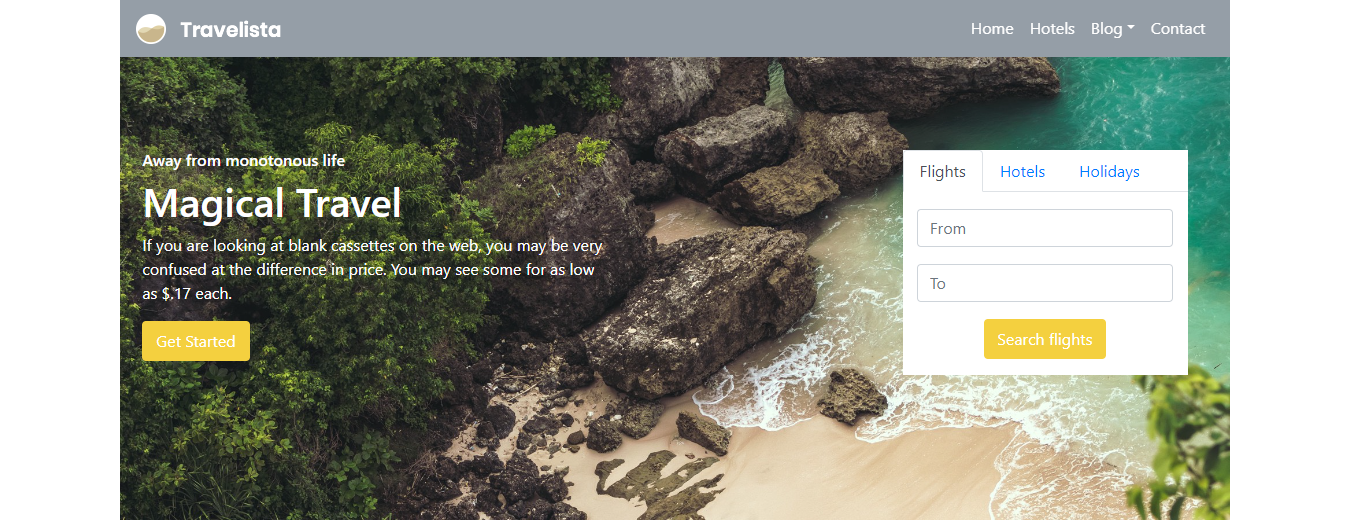 Travelista
Home Hotels Blog Contact
Away from monotonous life
Magical Travel
If you are looking at blank cassettes on the web, you may be very
confused at the difference in price. You may see some for as low
as $.17 each.
Get Started
Flights Hotels Holidays
From
To
Search flights